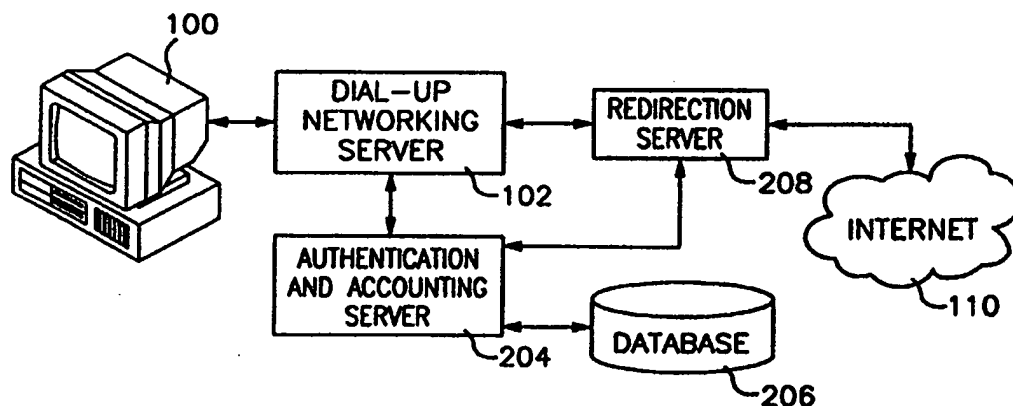 100
DIAL-UP
NETWORKING
SERVER
102
REDIRECTION
SERVER
208
INTERNET
110
AUTHENTICATION
AND ACCOUNTING
SERVER
204
DATABASE
206